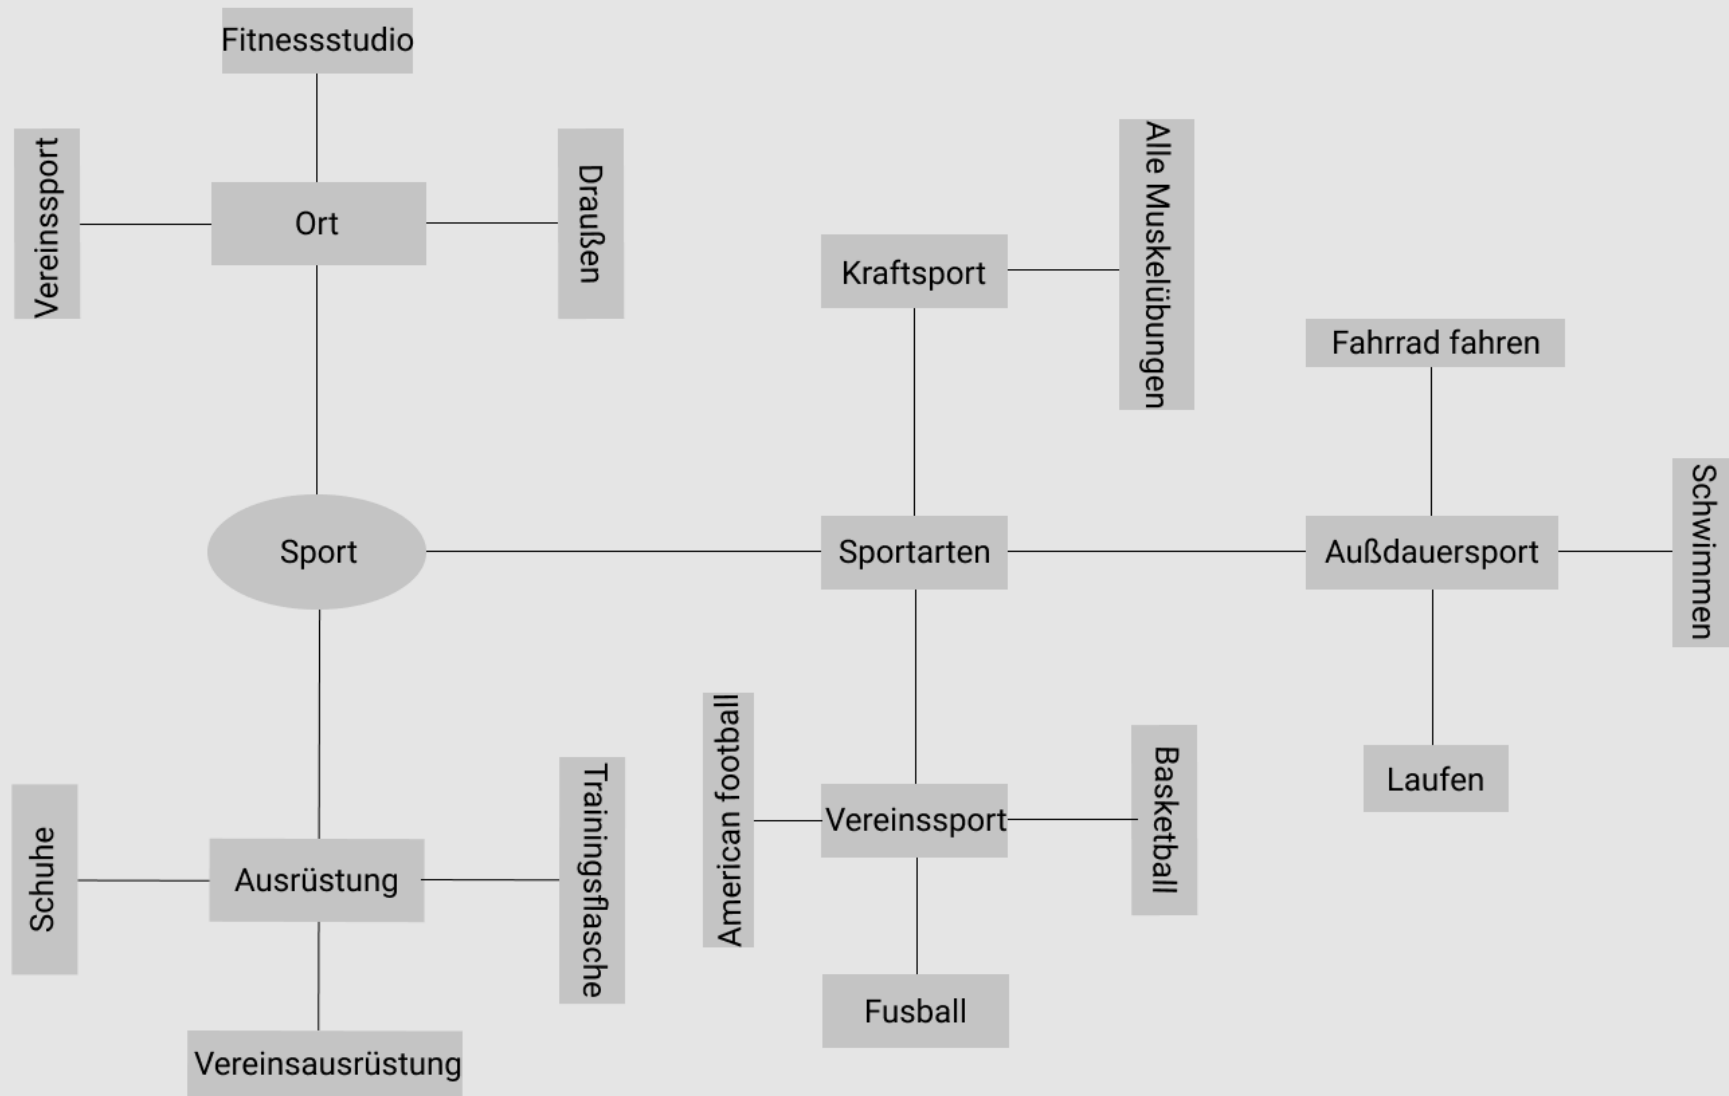 Fitnessstudio
Vereinssport
Ort
Draußen
Alle Muskelübungen
Kraftsport
Fahrrad fahren
Sport
Sportarten
Außdauersport
Schwimmen
Amerrican football
Vereinssport
Basketball
Laufen
Schuhe
Ausrüstung
Trainingsflasche
Fusball
Vereinsausrüstung